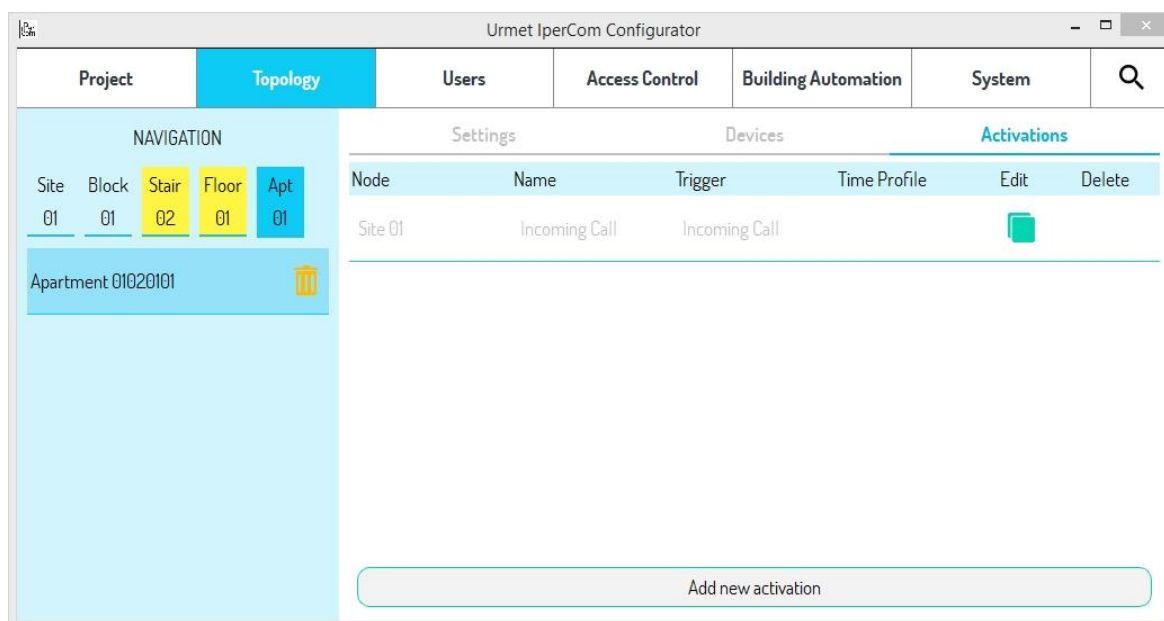 Urmet IperCom Configurator
Project Topology Users Access Control Building Automation System
NAVIGATION
Site Block Stair Floor Apt
01 01 02 01 01
Apartment 01020101
Settings Devices Activations
Node Name Trigger Time Profile Edit Delete
Site 01 Incoming Call Incoming Call
Add new activation